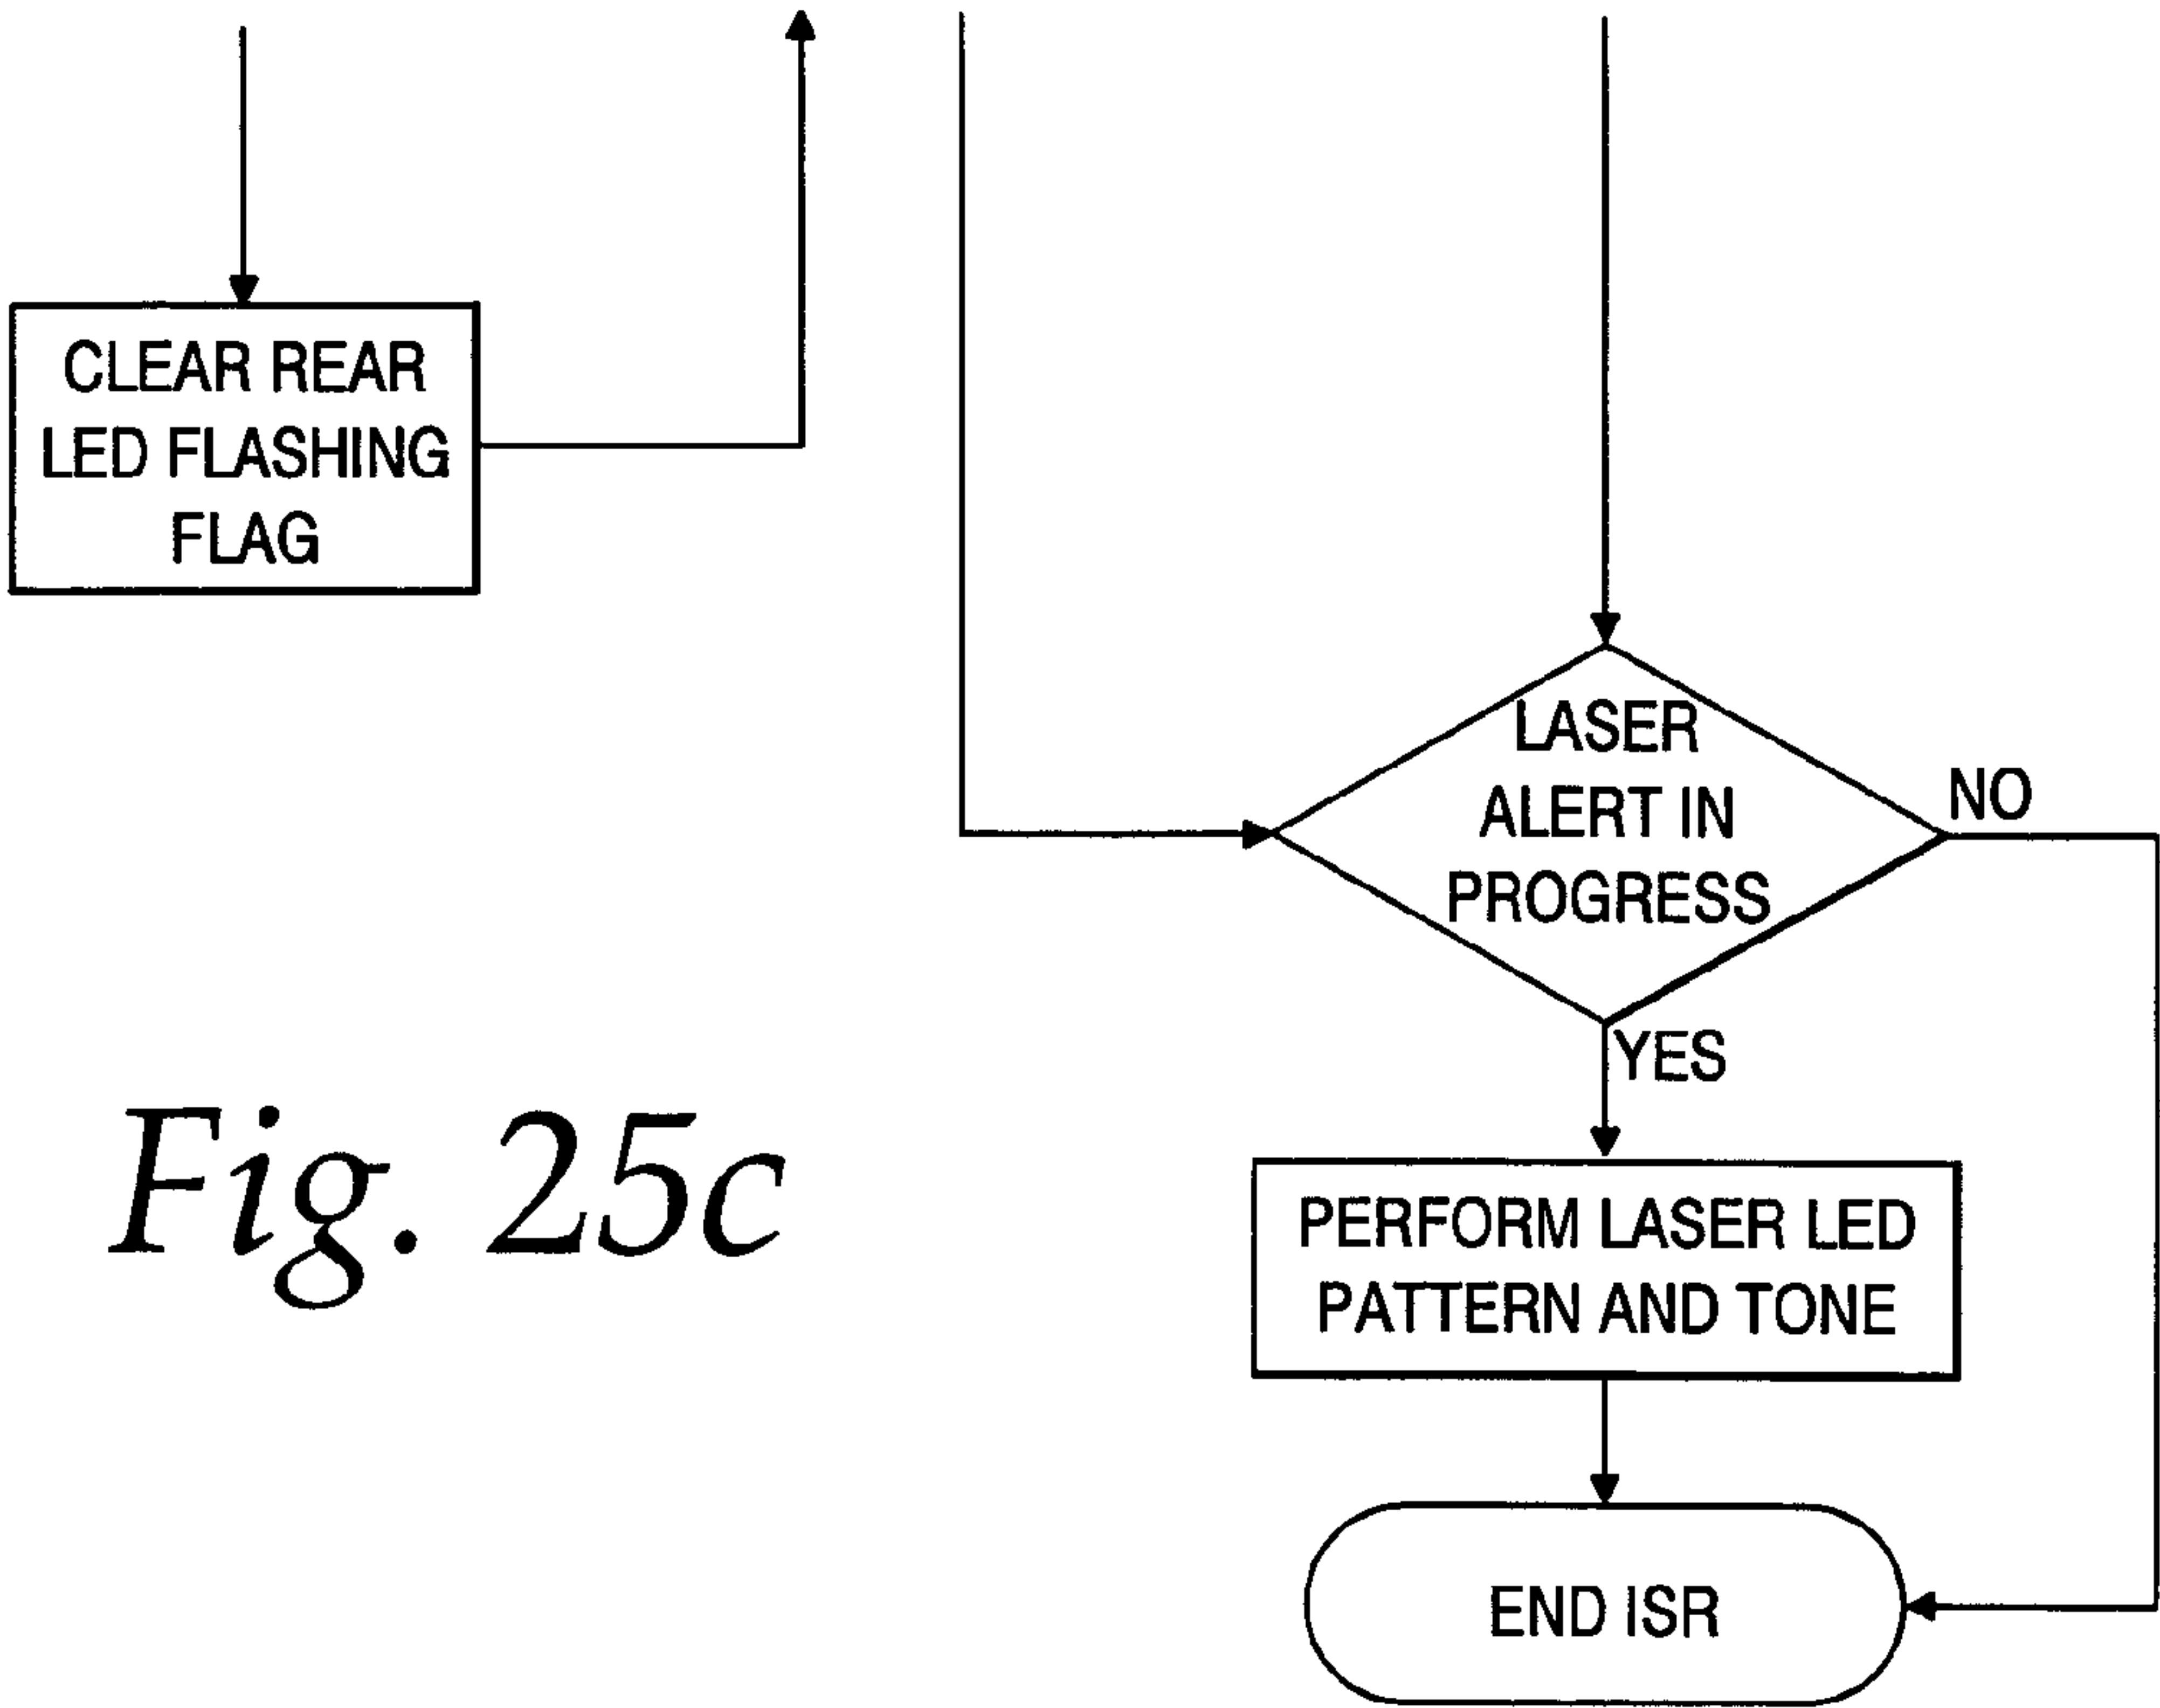 CLEAR REAR
LED FLASHING
FLAG
LASER
ALERT IN
PROGRESS
NO
YES
PERFORM LASER LED
PATTERN AND TONE
END ISR
Fig. 25c